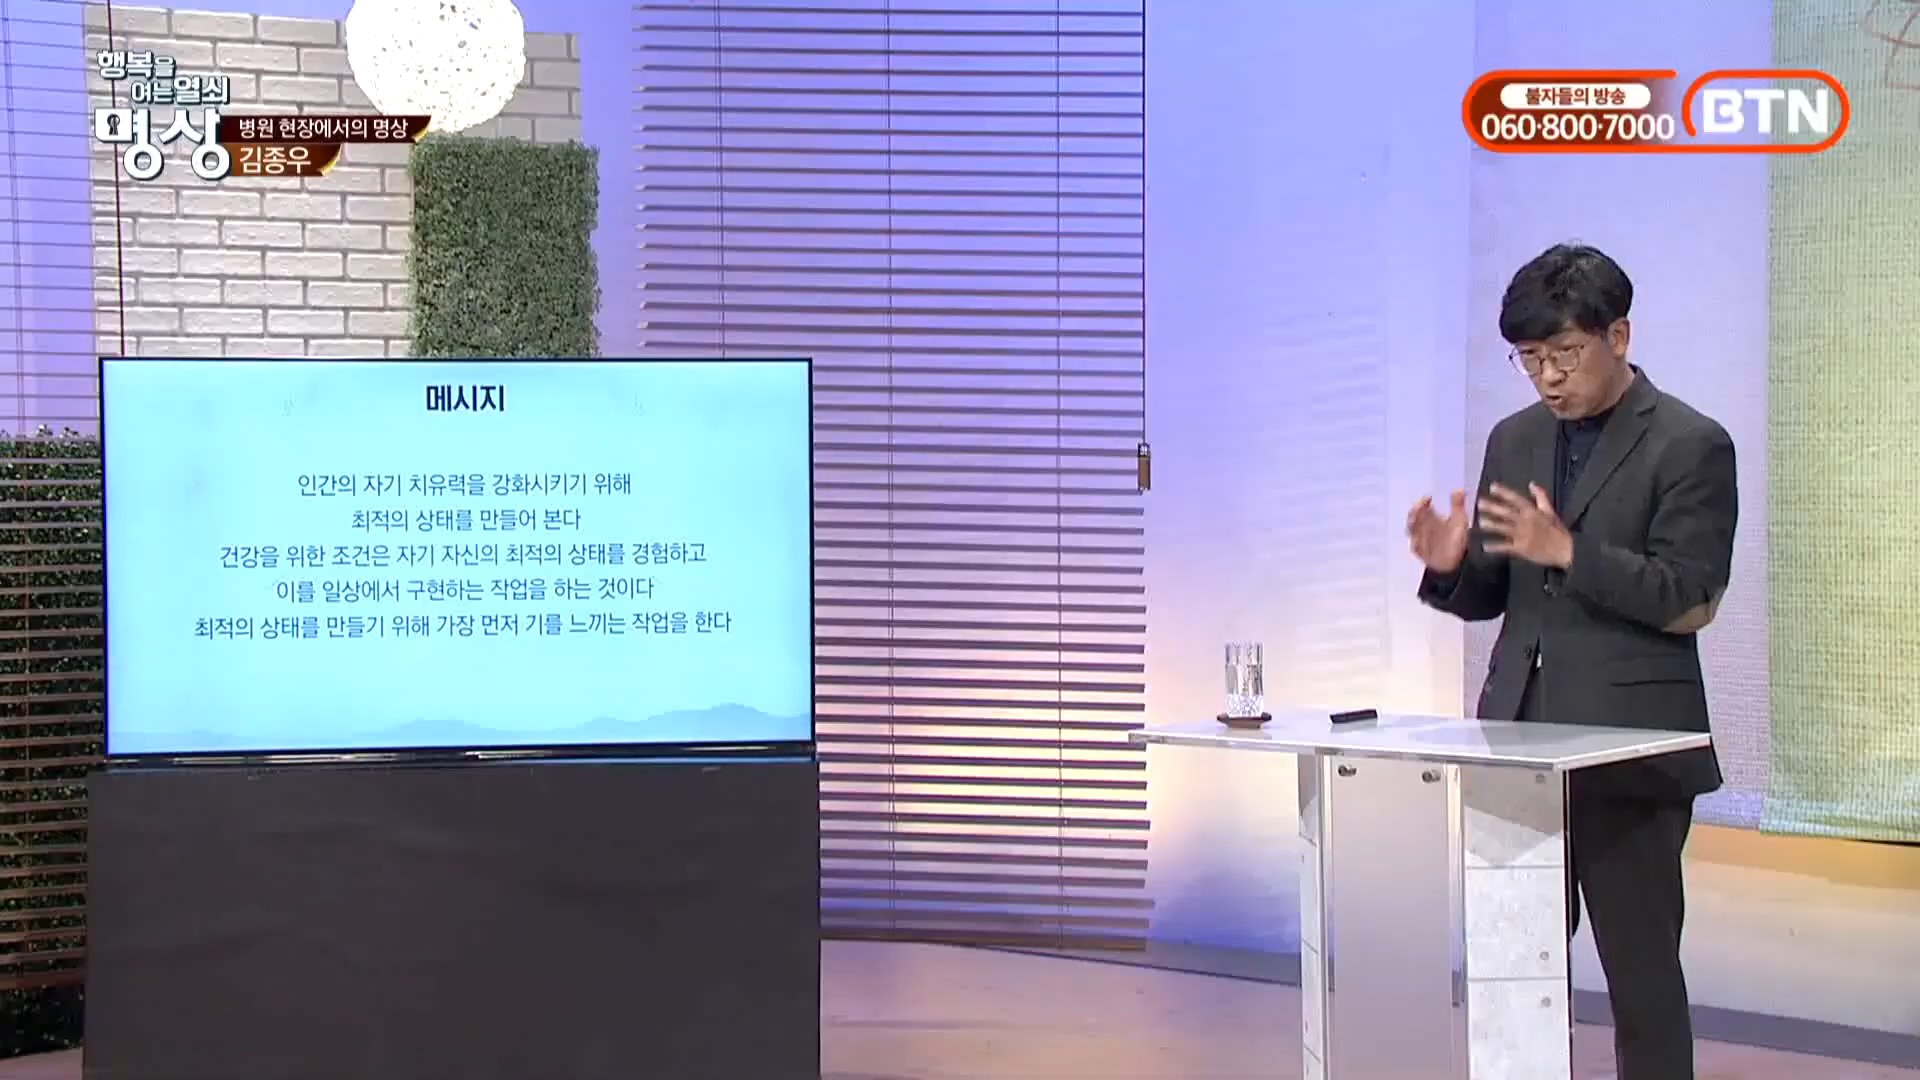 행복을
여는 열쇠
명상
병원 현장에서의 명상
김종우
불자들의 방송
060·800·7000
BTN
메시지
인간의 자기 치유력을 강화시키기 위해
최적의 상태를 만들어 본다
건강을 위한 조건은 자기 자신의 최적의 상태를 경험하고
이를 일상에서 구현하는 작업을 하는 것이다
최적의 상태를 만들기 위해 가장 먼저 기를 느끼는 작업을 한다